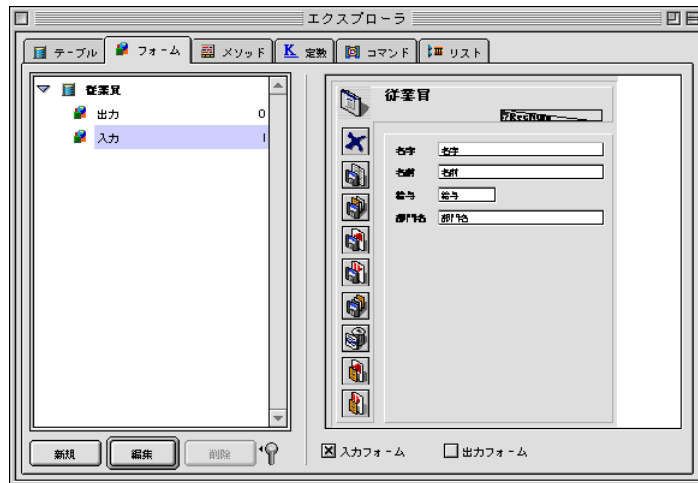 エクスプローラ
テーブル フォーム メソッド K 定数 コマンド リスト
従業員
出力 0
入力 I
従業員
名字 名字
名前 名前
給与 給与
部門名 部門名
新規 編集 削除
入力フォーム 出力フォーム